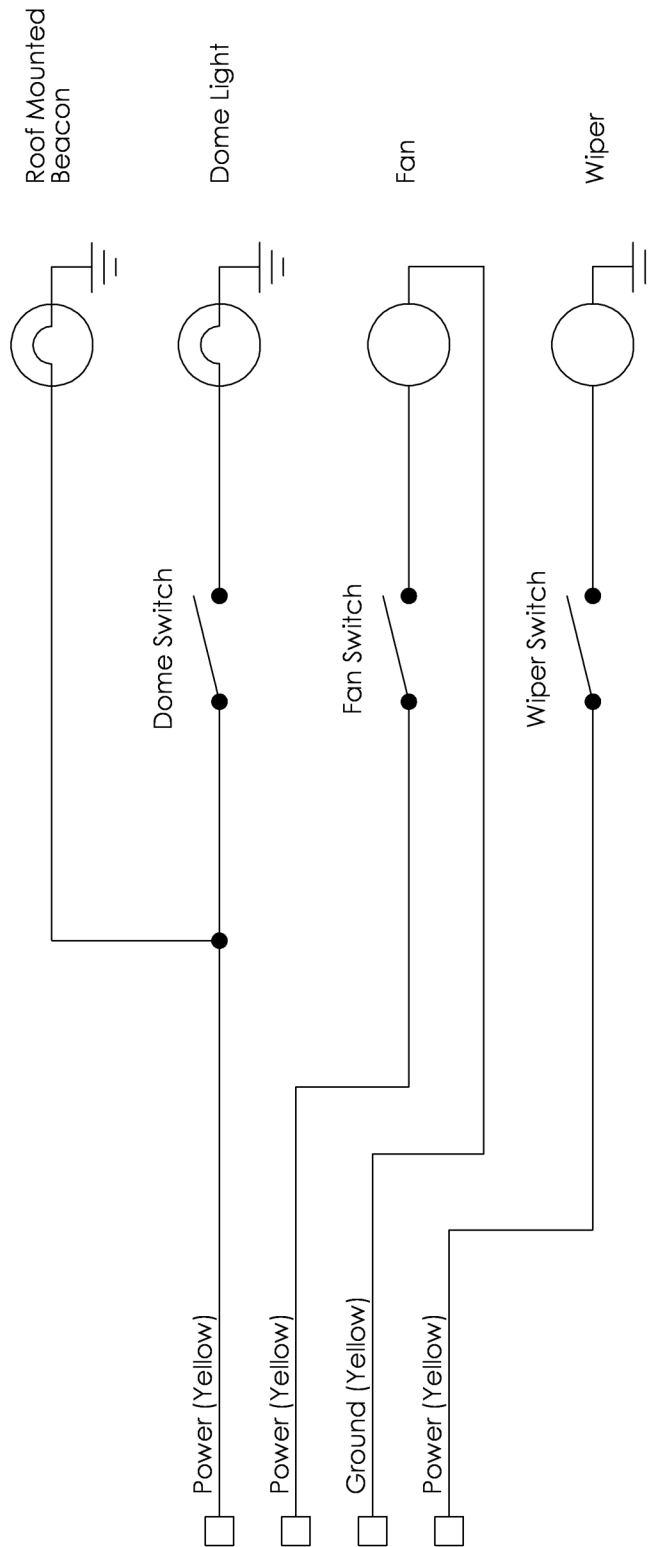 Roof Mounted
Beacon
Dome Light
Fan
Wiper
Dome Switch
Fan Switch
Wiper Switch
Power (Yellow)
Power (Yellow)
Ground (Yellow)
Power (Yellow)